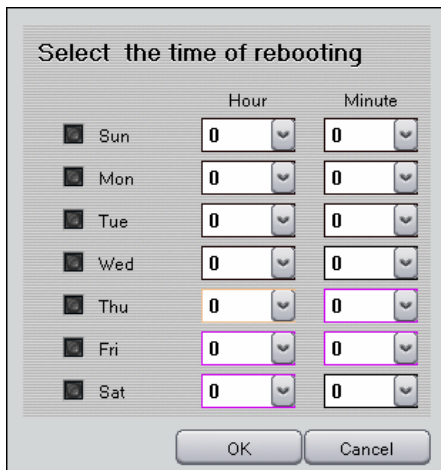 Select the time of rebooting
Hour Minute
Sun 0 0
Mon 0 0
Tue 0 0
Wed 0 0
Thu 0 0
Fri 0 0
Sat 0 0
OK Cancel